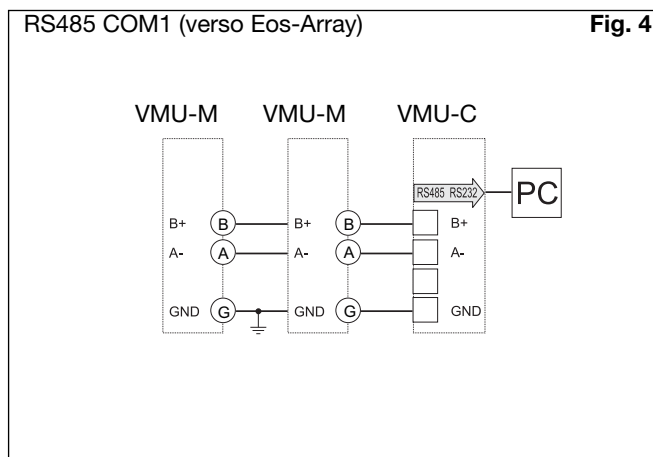 RS485 COM1 (verso Eos-Array) Fig. 4
VMU-M VMU-M VMU-C
RS485 RS232 PC
B+ B B+ B B+
A- A A- A A-
GND G GND G GND